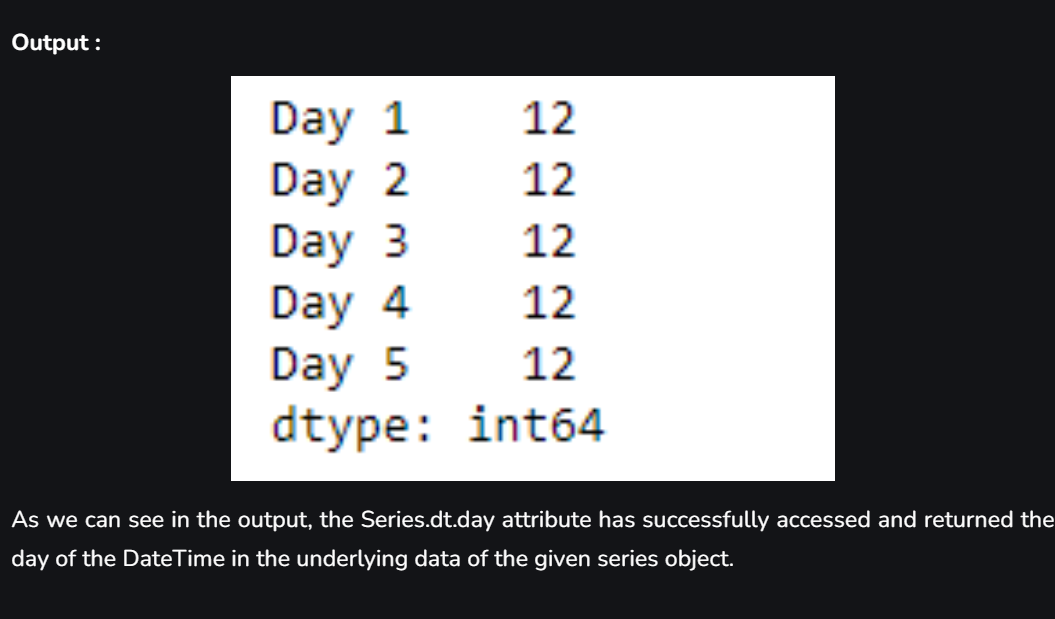 Output :
Day 1    12
Day 2    12
Day 3    12
Day 4    12
Day 5    12
dtype: int64
As we can see in the output, the Series.dt.day attribute has successfully accessed and returned the
day of the DateTime in the underlying data of the given series object.